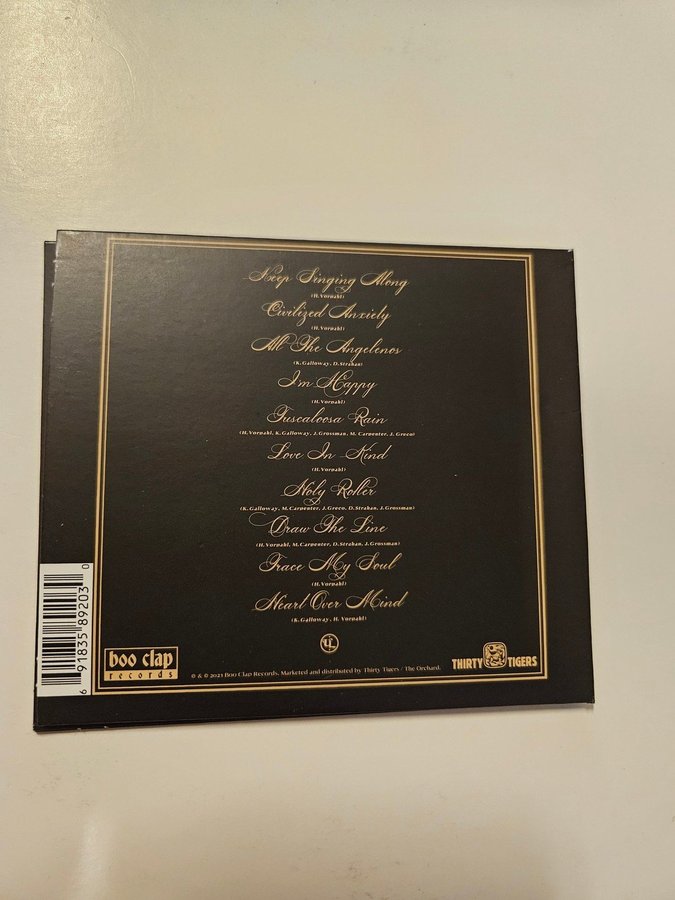 Keep Singing Along
(H. Vornahl)
Civilized Anxiety
(H. Vornahl)
All The Angelenos
(K. Galloway, D. Strahan)
I'm Happy
(H. Vornahl)
Tuscaloosa Rain
(H. Vornahl, K. Galloway, J. Grossman, M. Carpenter, J. Greco)
Love In Kind
(H. Vornahl)
Holy Roller
(K. Galloway, M. Carpenter, J. Greco, D. Strahan, J. Grossman)
Draw The Line
(H. Vornahl, M. Carpenter, D. Strahan, J. Grossman)
Trace My Soul
(H. Vornahl)
Heart Over Mind
(K. Galloway, H. Vornahl)
boo clap
records
℗ & © 2023 Boo Clap Records. Marketed and distributed by Thirty Tigers / The Orchard.
THIRTY TIGERS
6 91835 89203 0